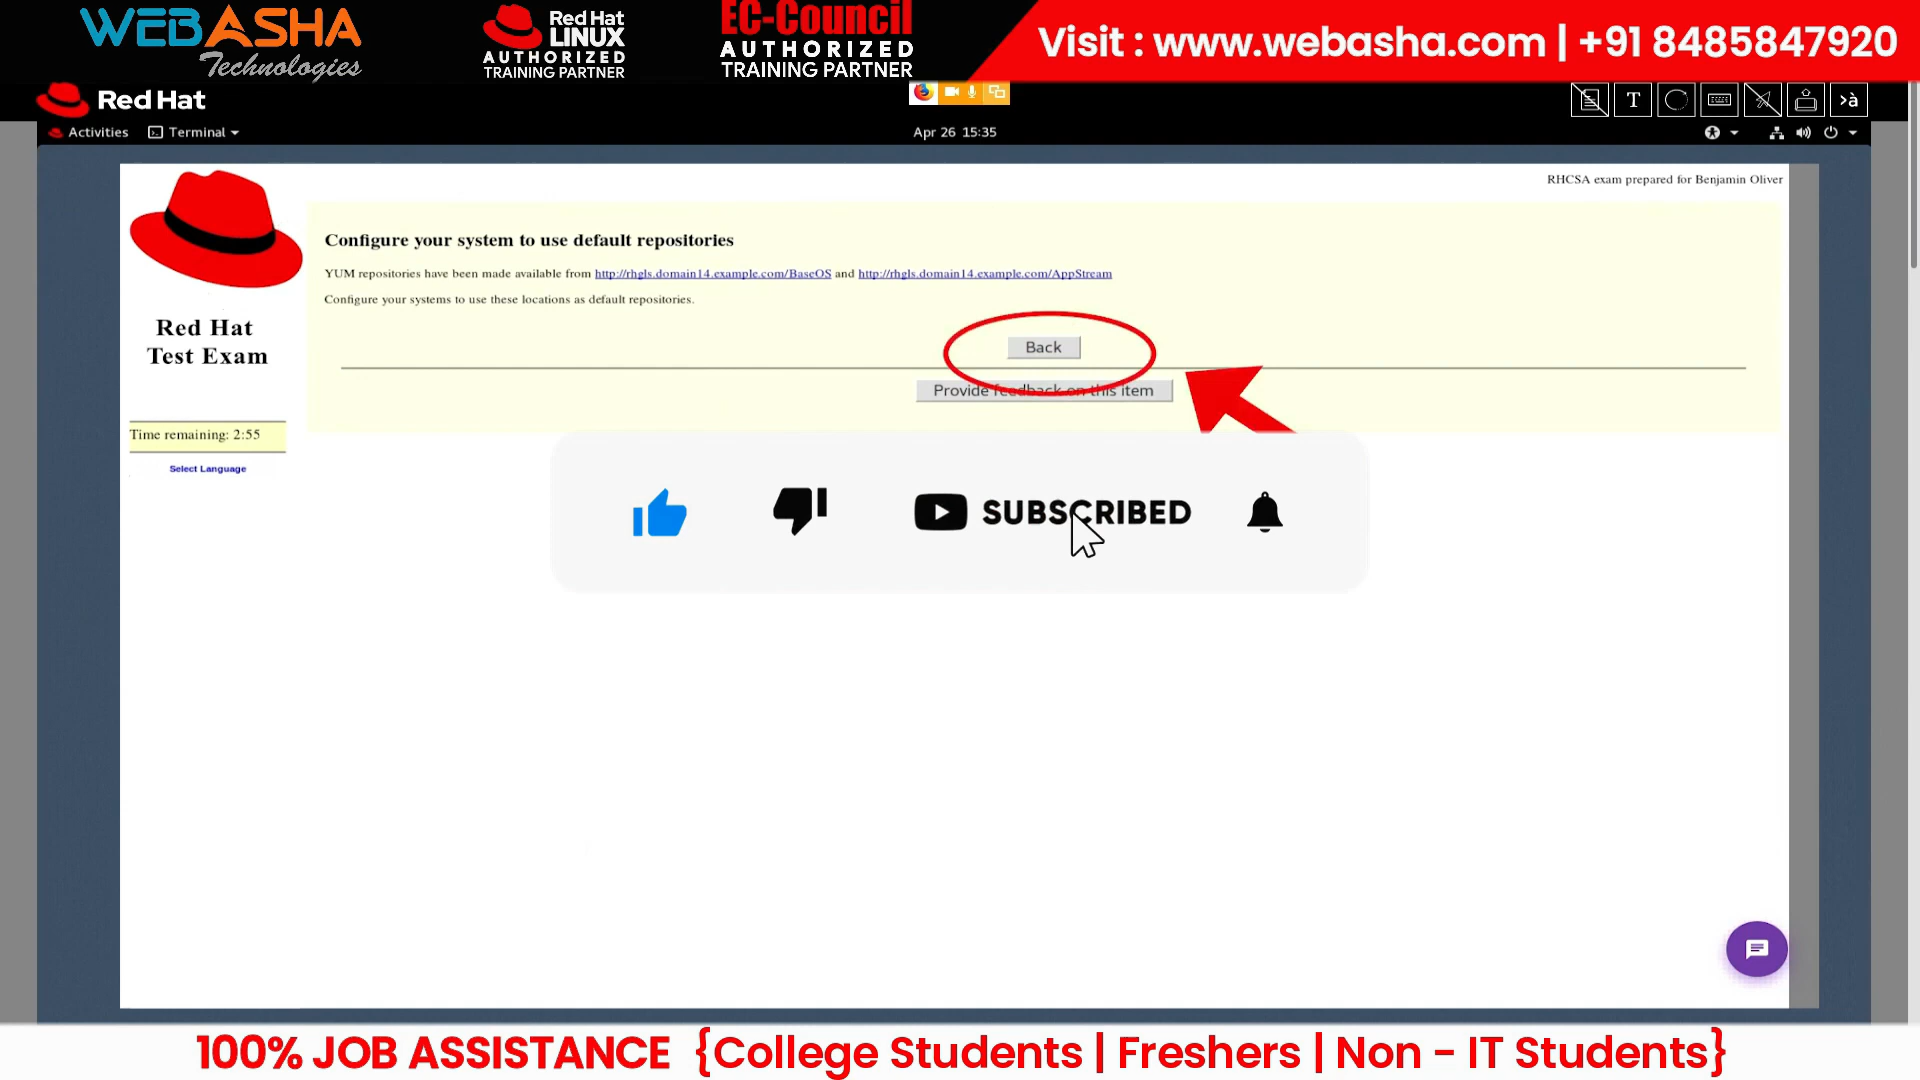 WEBASHA
Technologies
Red Hat
LINUX
AUTHORIZED
TRAINING PARTNER
EC-Council
AUTHORIZED
TRAINING PARTNER
Visit : www.webasha.com | +91 8485847920
Red Hat
T
>à
Activities
Terminal
Apr 26 15:35
RHCSA exam prepared for Benjamin Oliver
Configure your system to use default repositories
YUM repositories have been made available from http://rhgls.domain14.example.com/BaseOS and http://rhgls.domain14.example.com/AppStream
Configure your systems to use these locations as default repositories.
Red Hat
Test Exam
Back
Provide feedback on this item
Time remaining: 2:55
Select Language
SUBSCRIBED
100% JOB ASSISTANCE {College Students | Freshers | Non - IT Students}